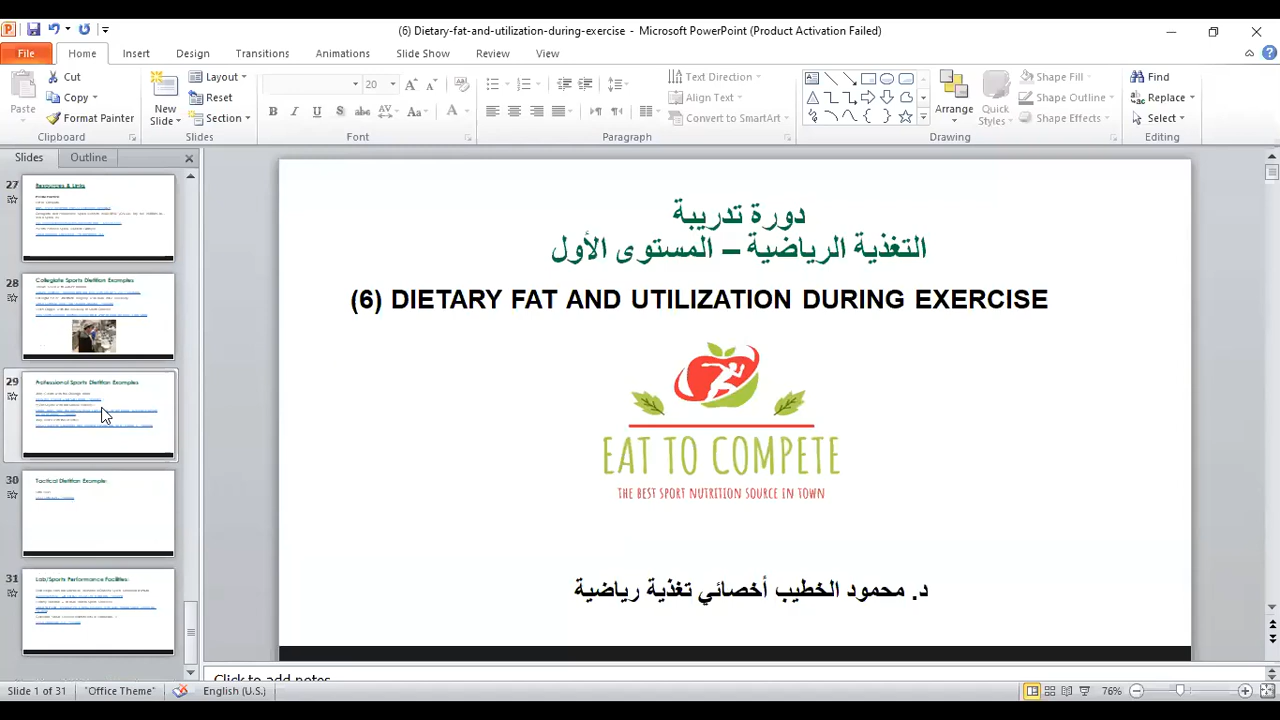 (6) Dietary-fat-and-utilization-during-exercise - Microsoft PowerPoint (Product Activation Failed)
File Home Insert Design Transitions Animations Slide Show Review View
Paste
Cut
Copy
Format Painter
Clipboard
New Slide
Layout
Reset
Section
Slides
20
Font
Paragraph
Text Direction
Align Text
Convert to SmartArt
Arrange
Quick Styles
Shape Fill
Shape Outline
Shape Effects
Drawing
Find
Replace
Select
Editing
Slides Outline
27
Resources & Links
28
Collegiate Sports Dietitian Examples
29
Professional Sports Dietitian Examples
30
Tactical Dietitian Example:
31
Lab/Sports Performance Facilities:
دورة تدريبة
التغذية الرياضية – المستوى الأول
(6) DIETARY FAT AND UTILIZATION DURING EXERCISE
EAT TO COMPETE
THE BEST SPORT NUTRITION SOURCE IN TOWN
د. محمود الخطيب أخصائي تغذية رياضية
Click to add notes
Slide 1 of 31 "Office Theme" English (U.S.) 76%